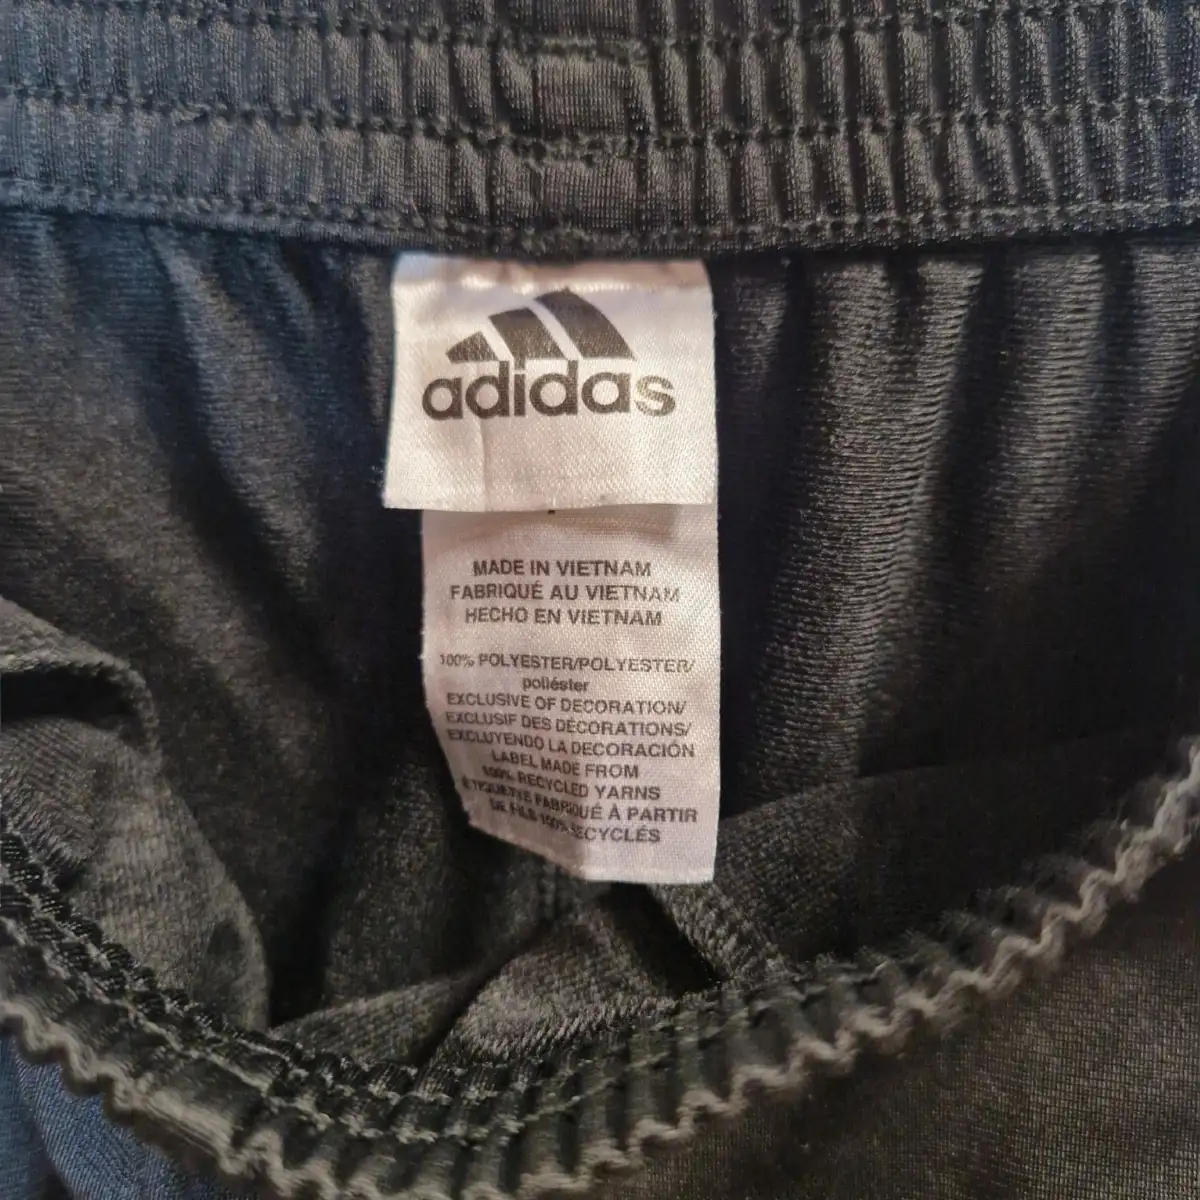 adidas
MADE IN VIETNAM
FABRIQUÉ AU VIETNAM
HECHO EN VIETNAM
100% POLYESTER/POLYESTER/
poliéster
EXCLUSIVE OF DECORATION/
EXCLUSIF DES DÉCORATIONS/
EXCLUYENDO LA DECORACIÓN
LABEL MADE FROM
100% RECYCLED YARNS
ÉTIQUETTE FABRIQUÉ À PARTIR
DE FILS 100% RECYCLÉS